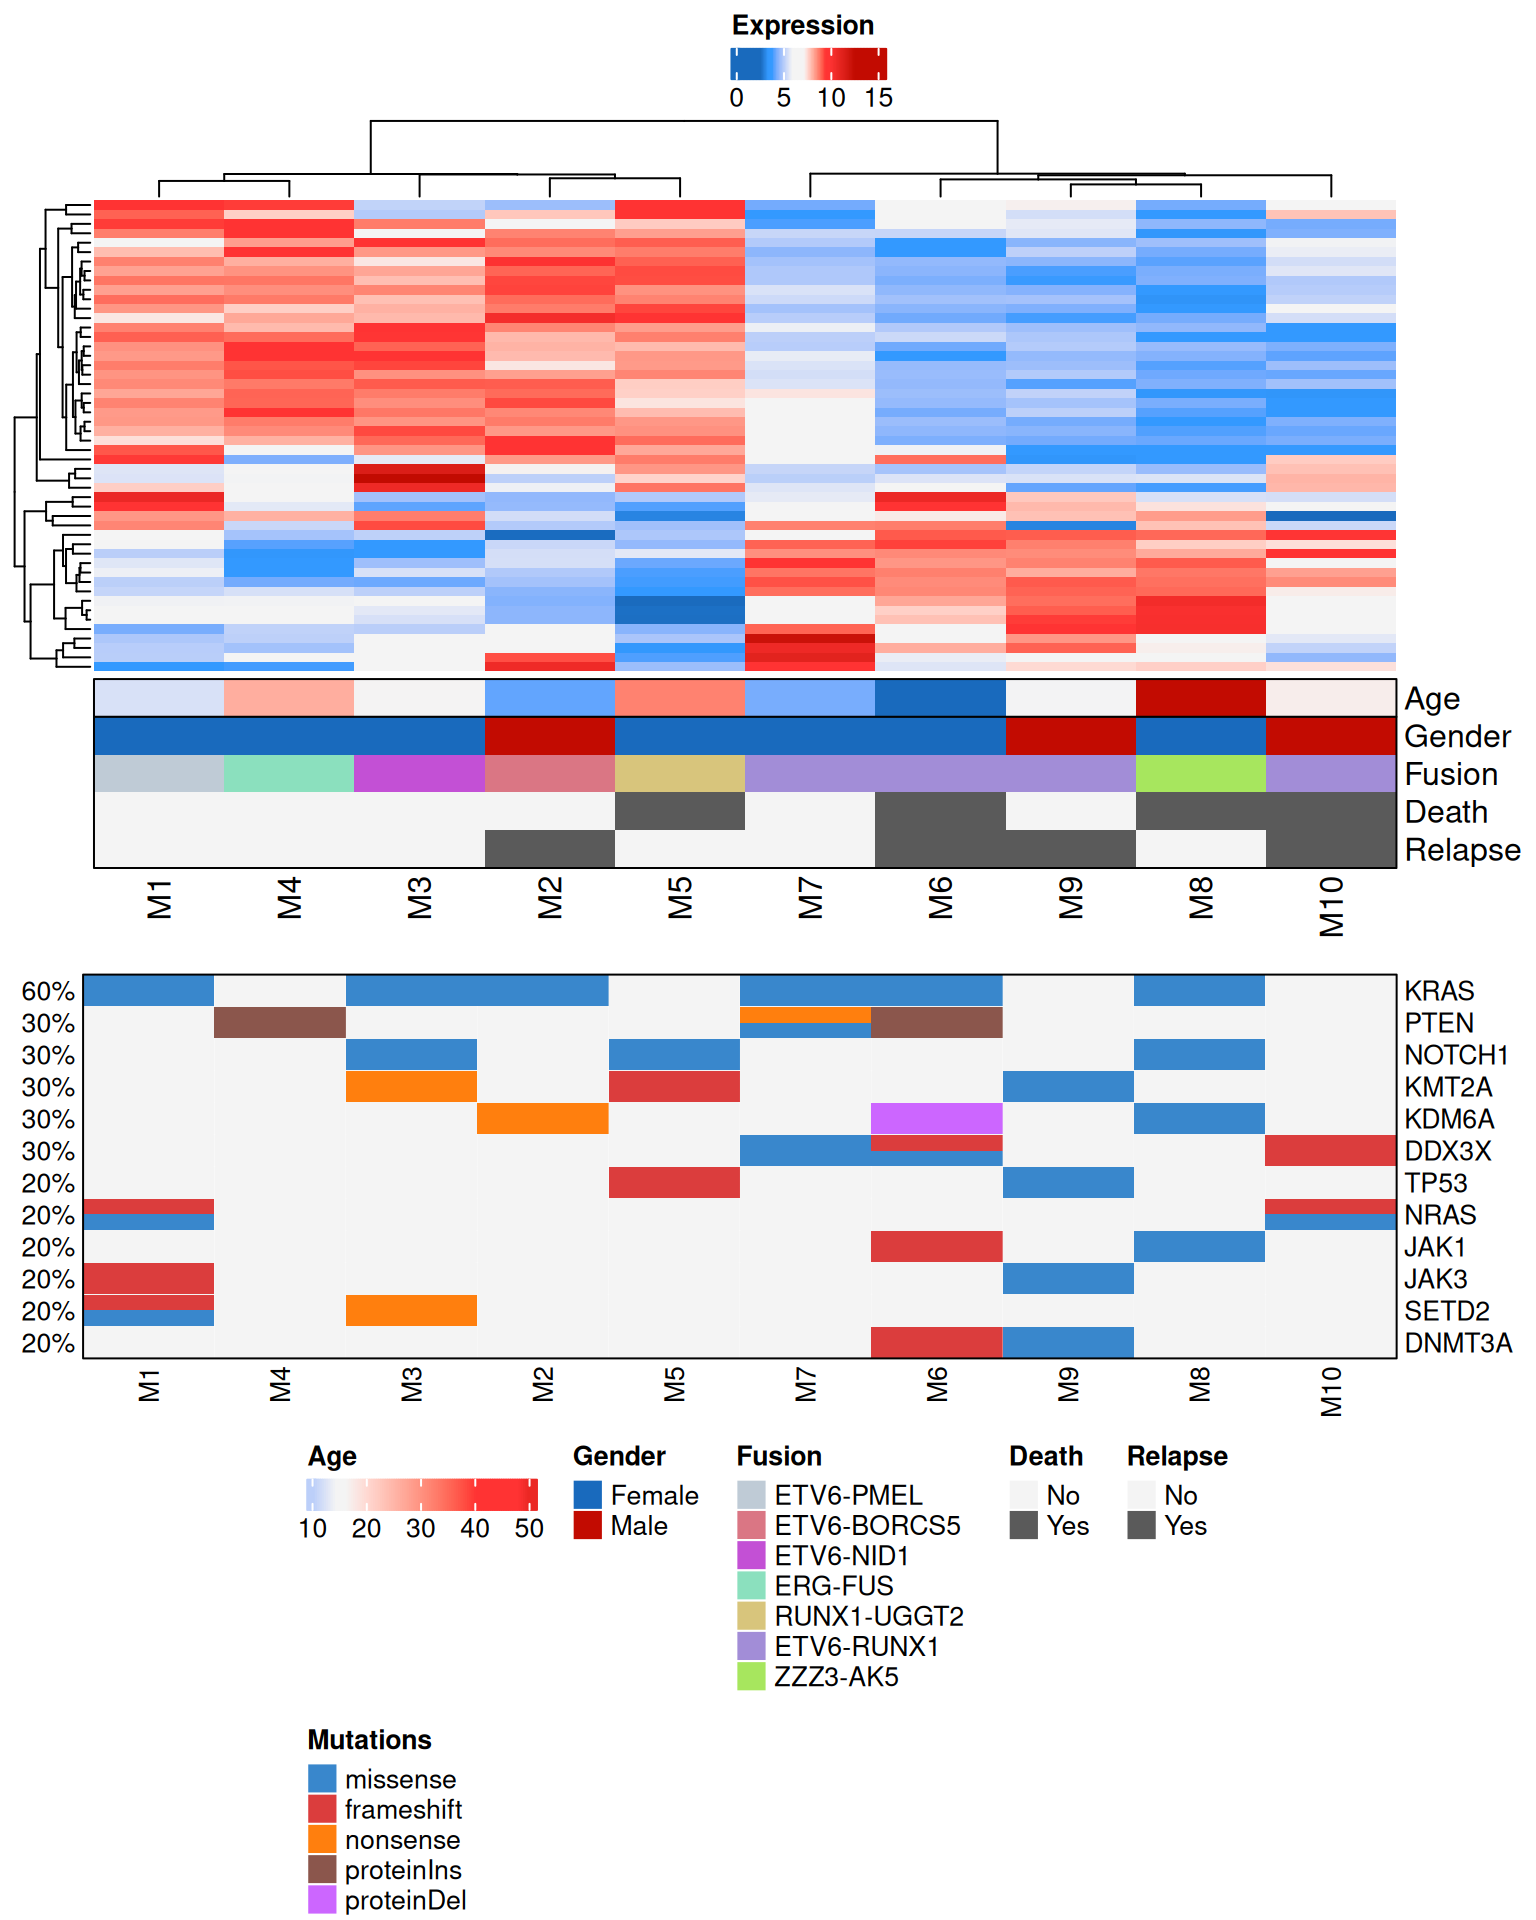 Expression
0 5 10 15
Age
Gender
Fusion
Death
Relapse
M1 M4 M3 M2 M5 M7 M6 M9 M8 M10
60% KRAS
30% PTEN
30% NOTCH1
30% KMT2A
30% KDM6A
30% DDX3X
20% TP53
20% NRAS
20% JAK1
20% JAK3
20% SETD2
20% DNMT3A
M1 M4 M3 M2 M5 M7 M6 M9 M8 M10
Age
10 20 30 40 50
Gender
Female
Male
Fusion
ETV6-PMEL
ETV6-BORCS5
ETV6-NID1
ERG-FUS
RUNX1-UGGT2
ETV6-RUNX1
ZZZ3-AK5
Death
No
Yes
Relapse
No
Yes
Mutations
missense
frameshift
nonsense
proteinIns
proteinDel